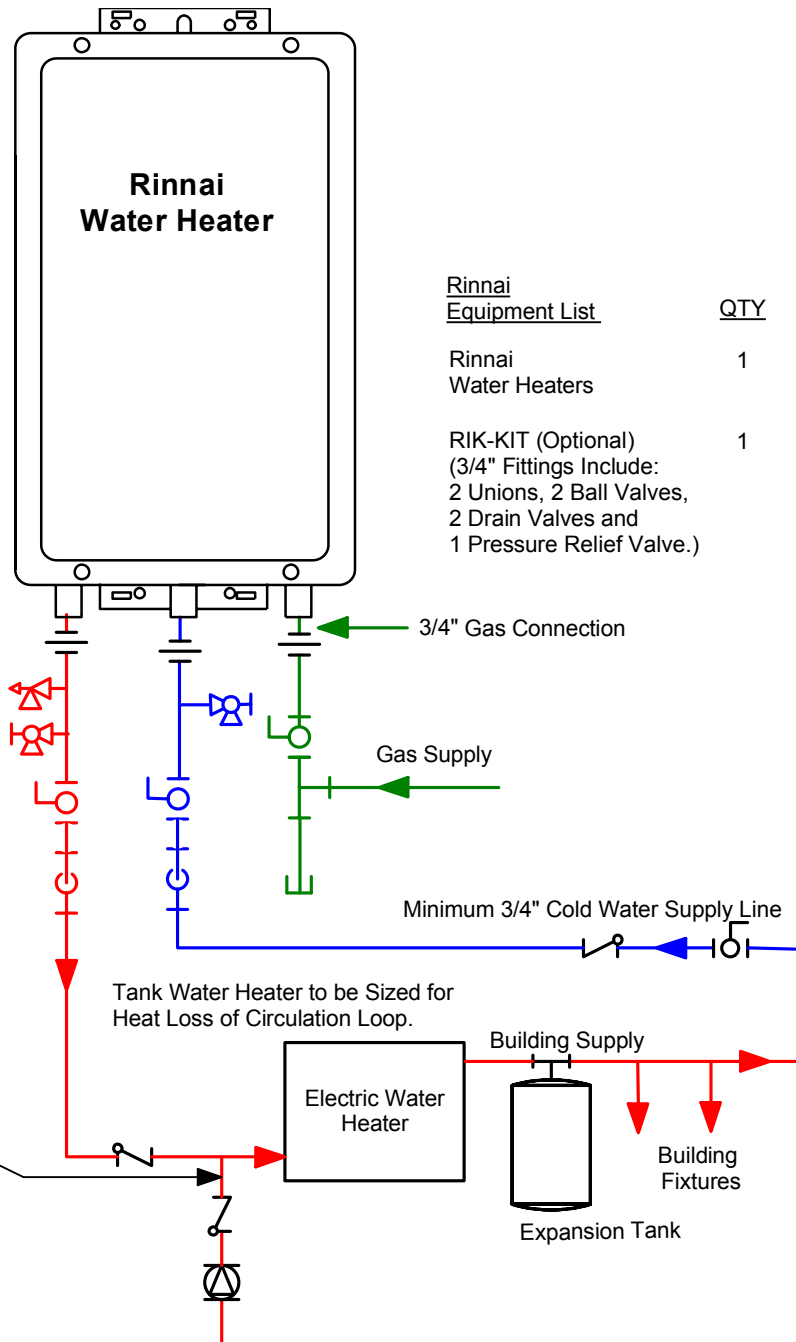 Rinnai
Water Heater
Rinnai
Equipment List QTY
Rinnai 1
Water Heaters
RIK-KIT (Optional) 1
(3/4" Fittings Include:
2 Unions, 2 Ball Valves,
2 Drain Valves and
1 Pressure Relief Valve.)
3/4" Gas Connection
Gas Supply
Minimum 3/4" Cold Water Supply Line
Tank Water Heater to be Sized for
Heat Loss of Circulation Loop.
Building Supply
Electric Water
Heater
Building
Fixtures
Expansion Tank